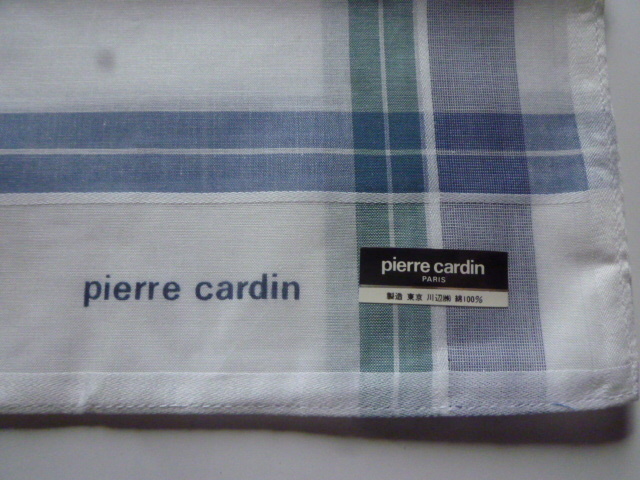 pierre cardin
pierre cardin
PARIS
製造 東京 川辺㈱ 綿100%